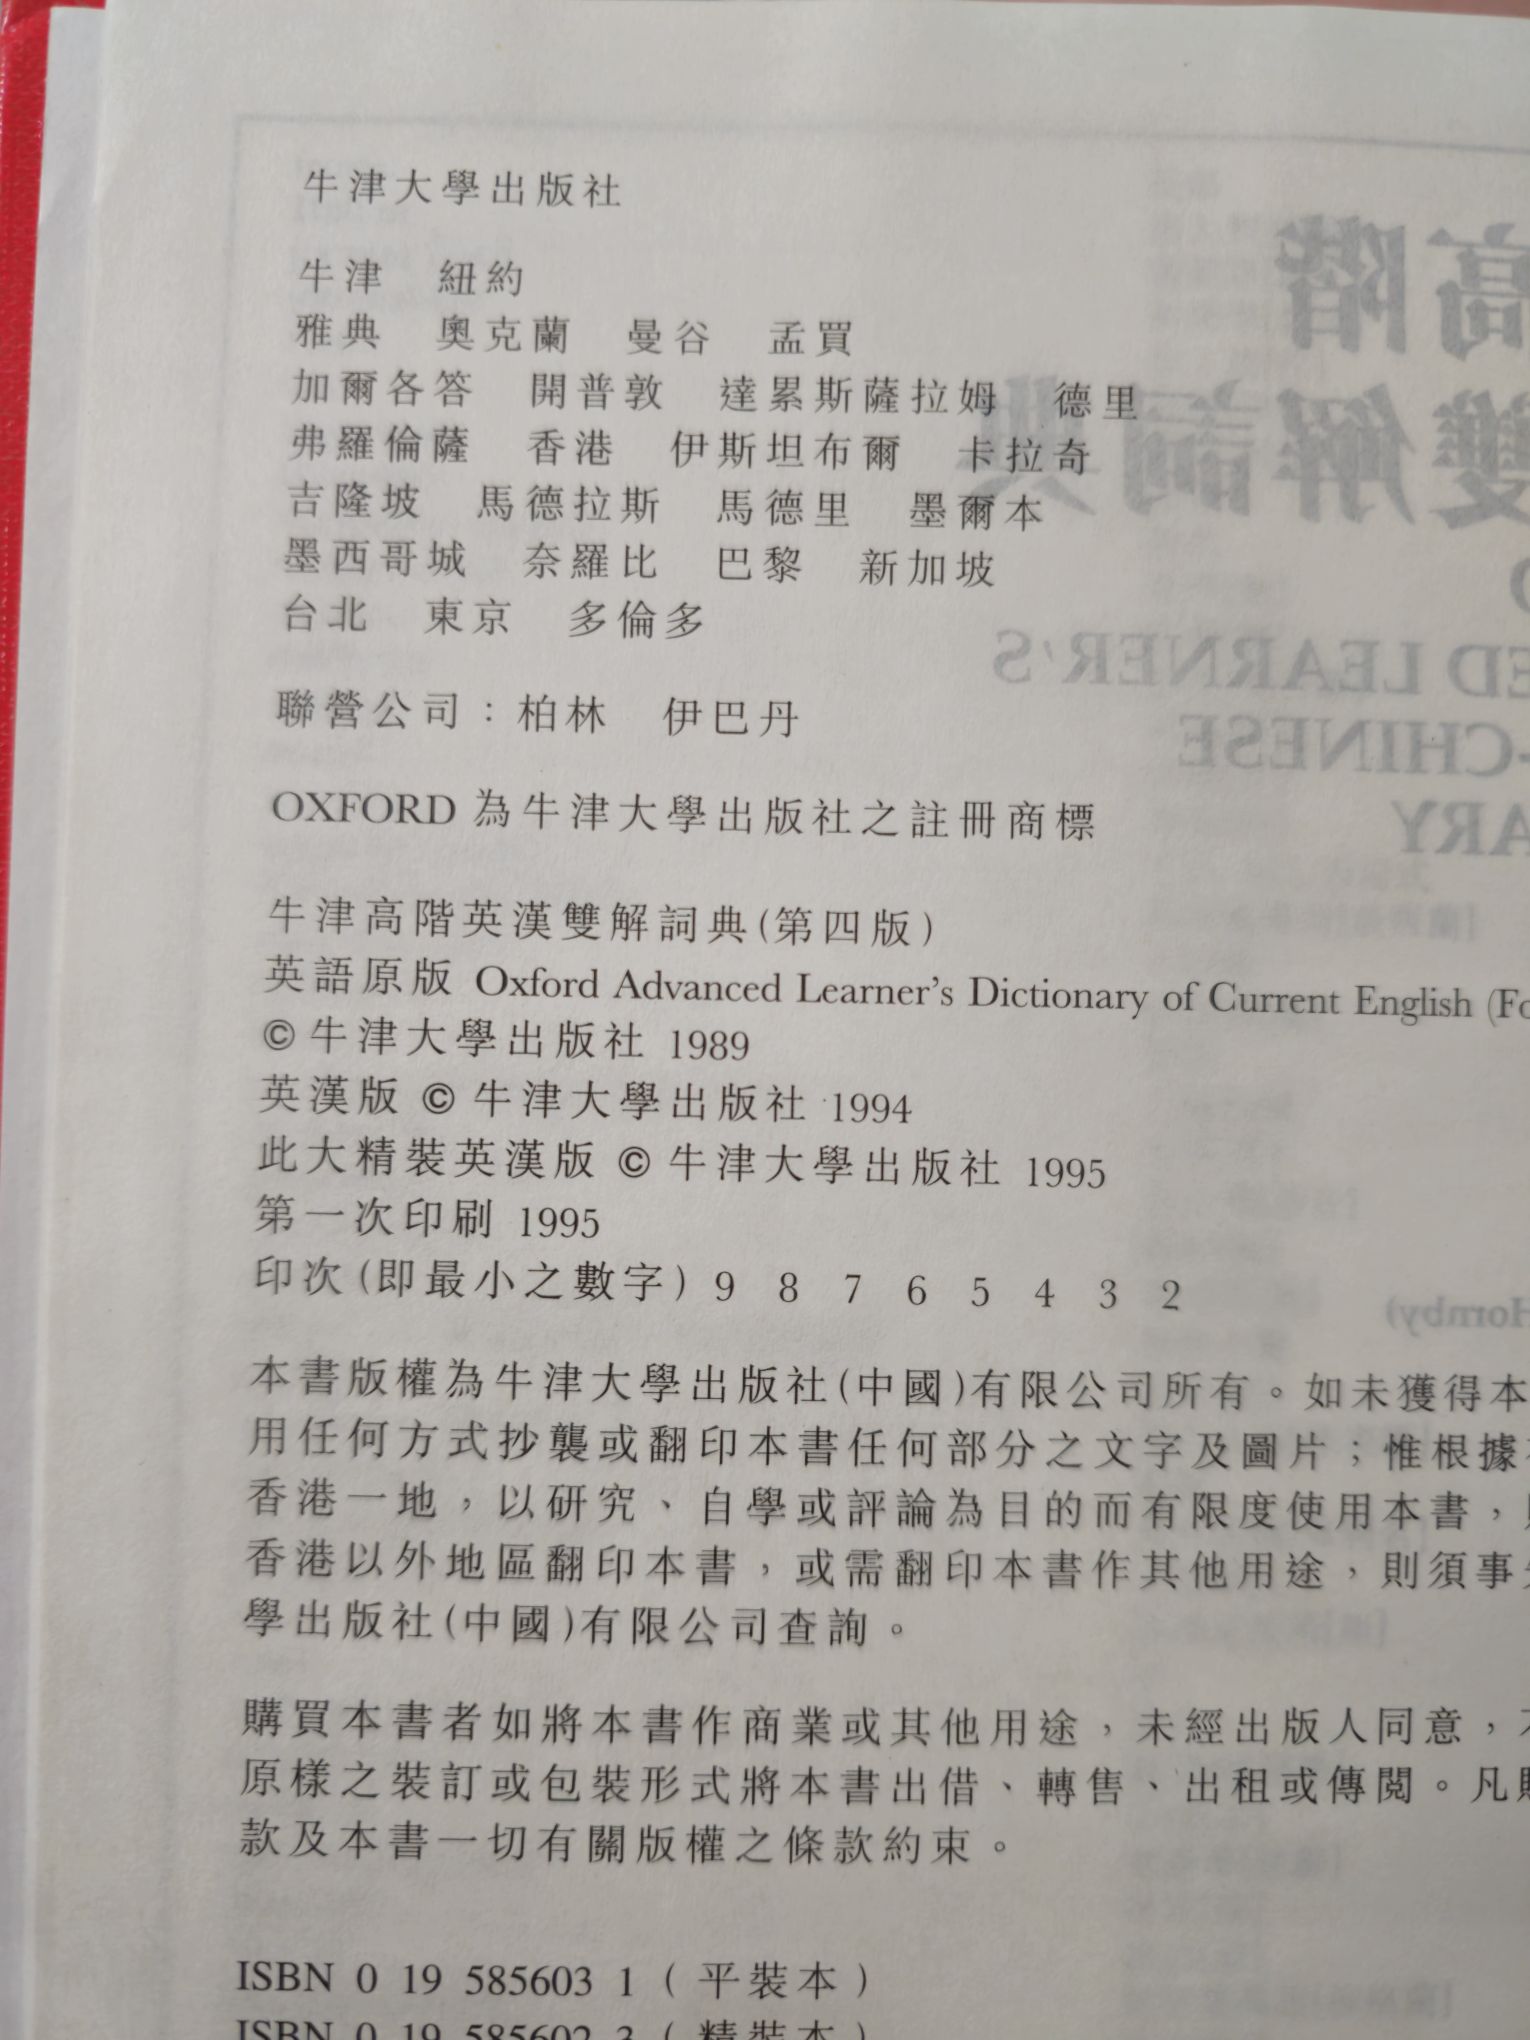 牛津大學出版社
牛津　紐約
雅典　奧克蘭　曼谷　孟買
加爾各答　開普敦　達累斯薩拉姆　德里
弗羅倫薩　香港　伊斯坦布爾　卡拉奇
吉隆坡　馬德拉斯　馬德里　墨爾本
墨西哥城　奈羅比　巴黎　新加坡
台北　東京　多倫多
聯營公司：柏林　伊巴丹
OXFORD 為牛津大學出版社之註冊商標
牛津高階英漢雙解詞典(第四版)
英語原版 Oxford Advanced Learner's Dictionary of Current English (Fo
© 牛津大學出版社 1989
英漢版 © 牛津大學出版社 1994
此大精裝英漢版 © 牛津大學出版社 1995
第一次印刷 1995
印次(即最小之數字) 9 8 7 6 5 4 3 2
本書版權為牛津大學出版社(中國)有限公司所有。如未獲得本
用任何方式抄襲或翻印本書任何部分之文字及圖片；惟根據
香港一地，以研究、自學或評論為目的而有限度使用本書，
香港以外地區翻印本書，或需翻印本書作其他用途，則須事
學出版社(中國)有限公司查詢。
購買本書者如將本書作商業或其他用途，未經出版人同意，
原樣之裝訂或包裝形式將本書出借、轉售、出租或傳閱。凡
款及本書一切有關版權之條款約束。
ISBN 0 19 585603 1 ( 平裝本 )
ISBN 0 19 585602 3 ( 精裝本 )